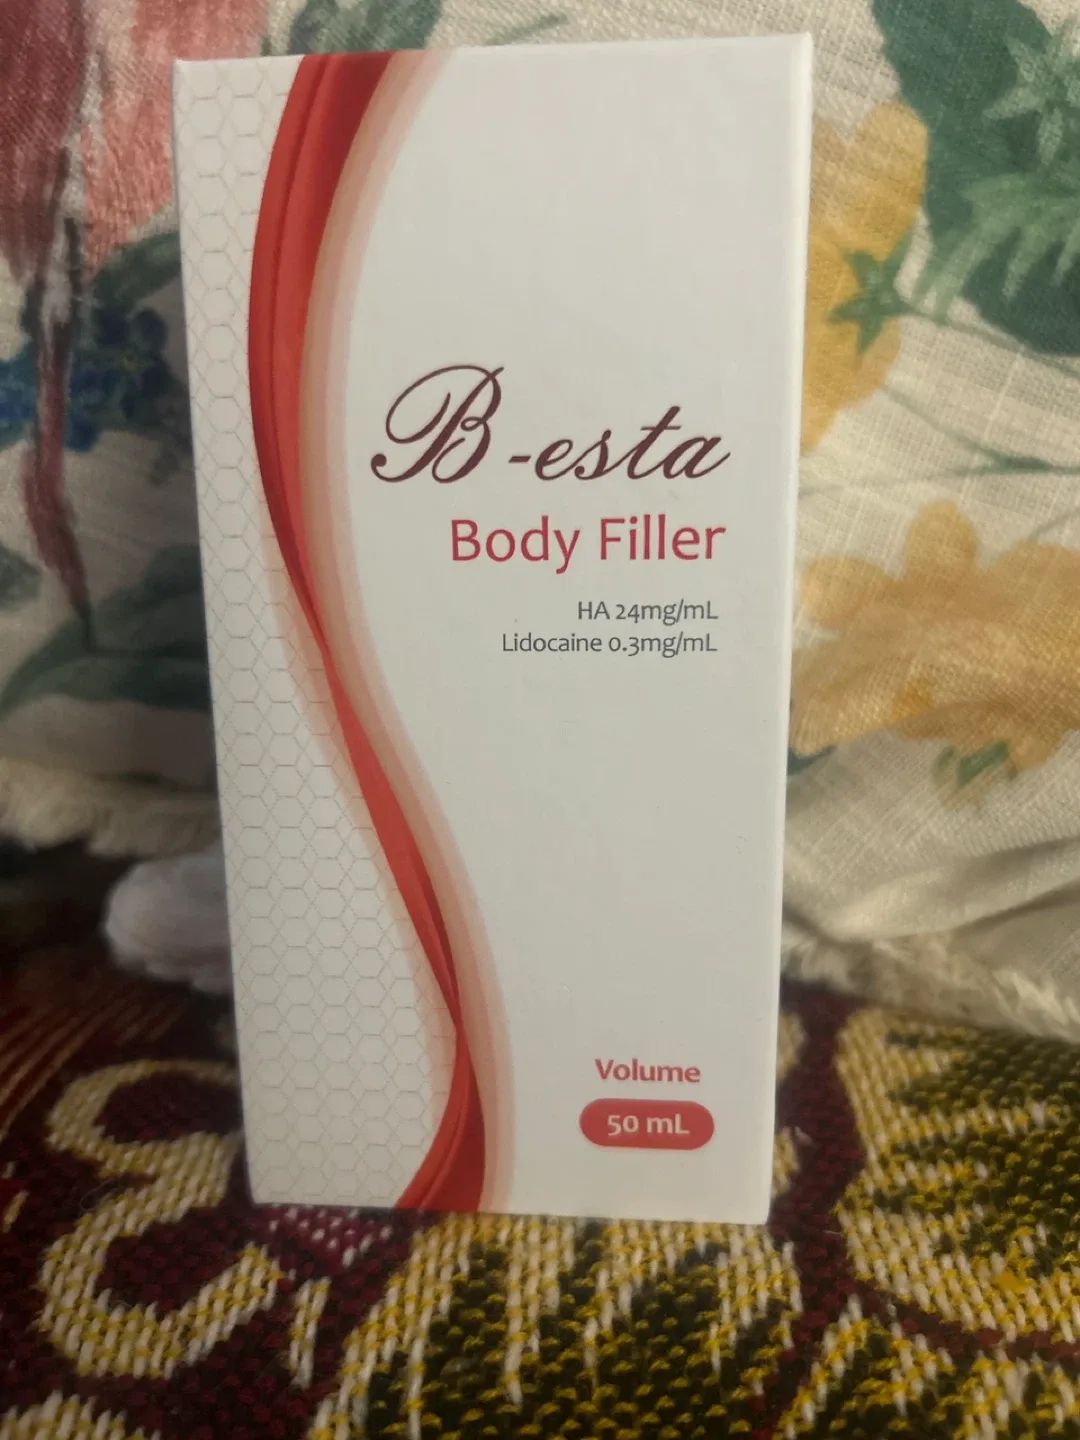 B-esta
Body Filler
HA 24mg/mL
Lidocaine 0.3mg/mL
Volume
50 mL